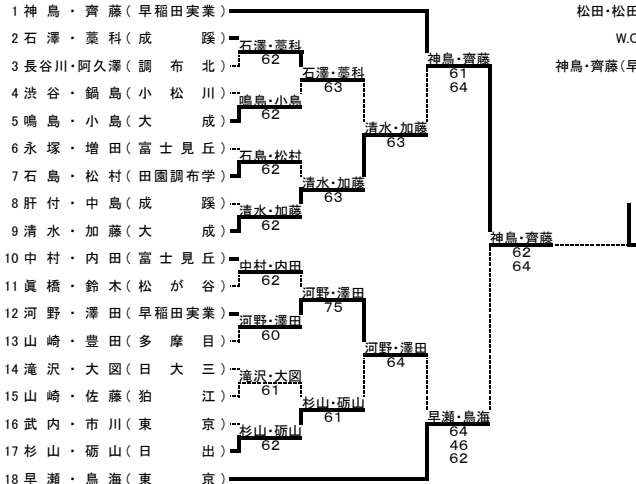 1 神鳥・齊藤(早稲田実業)
2 石澤・藁科(成蹊)
3 長谷川・阿久澤(調布北)
4 渋谷・鍋島(小松川)
5 鳴島・小島(大成)
6 永塚・増田(富士見丘)
7 石島・松村(田園調布学)
8 肝付・中島(成蹊)
9 清水・加藤(大成)
10 中村・内田(富士見丘)
11 眞橋・鈴木(松が谷)
12 河野・澤田(早稲田実業)
13 山崎・豊田(多摩目)
14 滝沢・大図(日大三)
15 山崎・佐藤(狛江)
16 武内・市川(東京)
17 杉山・砺山(日出)
18 早瀬・鳥海(東京)
石澤・藁科
62
鳴島・小島
62
石島・松村
62
清水・加藤
62
中村・内田
62
河野・澤田
60
滝沢・大図
61
杉山・砺山
62
石澤・藁科
63
清水・加藤
63
河野・澤田
75
杉山・砺山
61
清水・加藤
63
河野・澤田
64
神鳥・齊藤
61
64
早瀬・鳥海
64
46
62
神鳥・齊藤
62
64
松田・松田
W.O
神鳥・齊藤(早